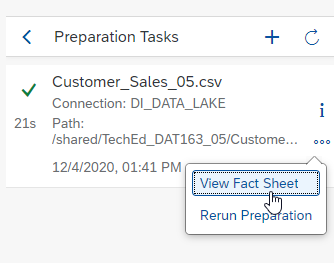 Preparation Tasks
Customer_Sales_05.csv
Connection: DI_DATA_LAKE
21s
Path:
/shared/TechEd_DAT163_05/Custome...
12/4/2020, 01:41 PM
View Fact Sheet
Rerun Preparation